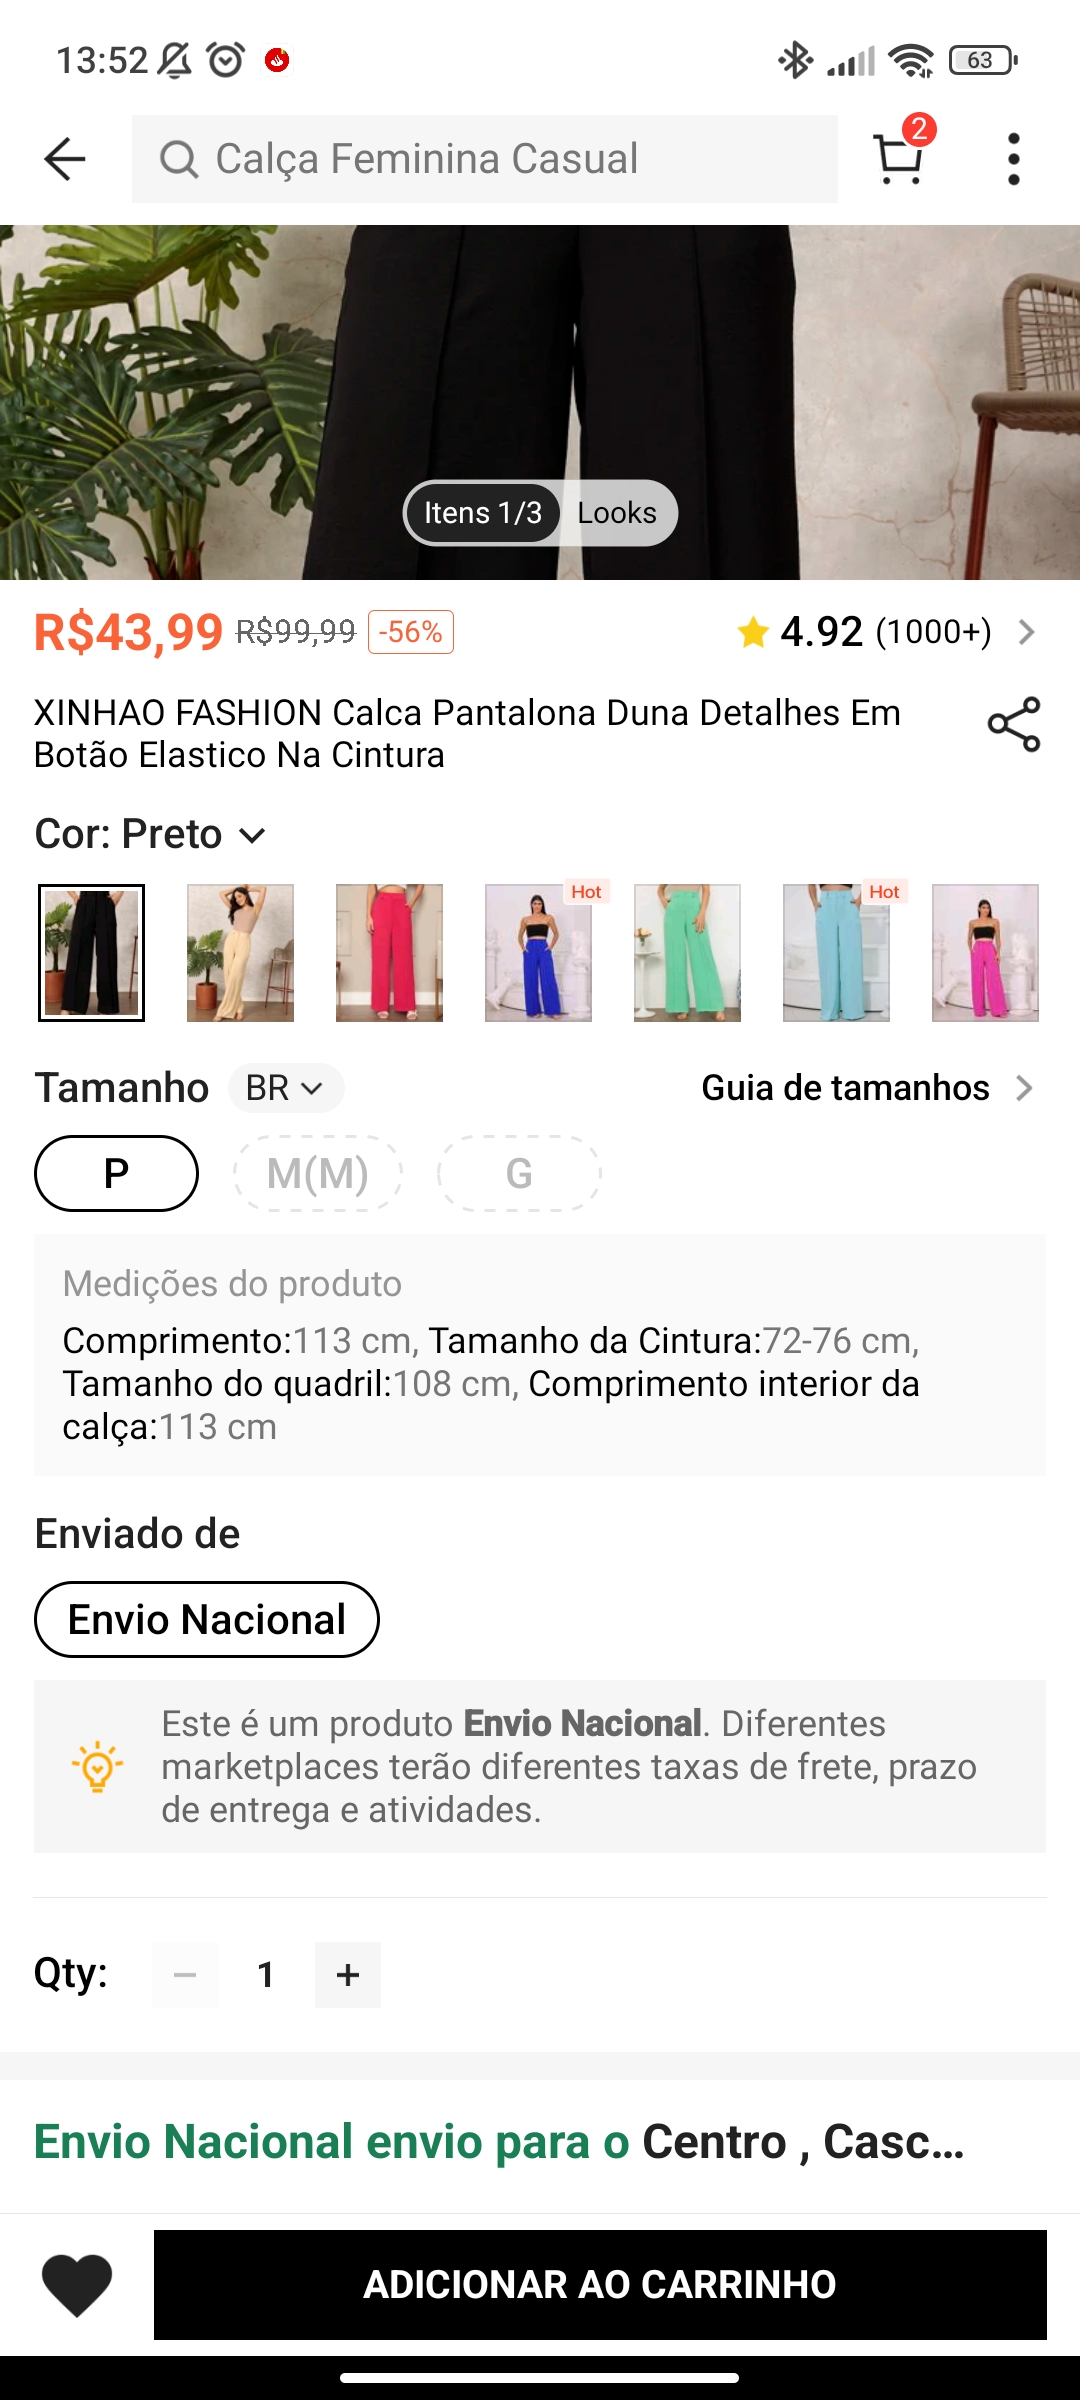 13:52
63
Calça Feminina Casual
2
Itens 1/3 Looks
R$43,99 R$99,99 -56% 4.92 (1000+)
XINHAO FASHION Calca Pantalona Duna Detalhes Em
Botão Elastico Na Cintura
Cor: Preto
Hot
Hot
Tamanho BR Guia de tamanhos
P M(M) G
Medições do produto
Comprimento:113 cm, Tamanho da Cintura:72-76 cm,
Tamanho do quadril:108 cm, Comprimento interior da
calça:113 cm
Enviado de
Envio Nacional
Este é um produto Envio Nacional. Diferentes
marketplaces terão diferentes taxas de frete, prazo
de entrega e atividades.
Qty: 1
Envio Nacional envio para o Centro , Casc...
ADICIONAR AO CARRINHO